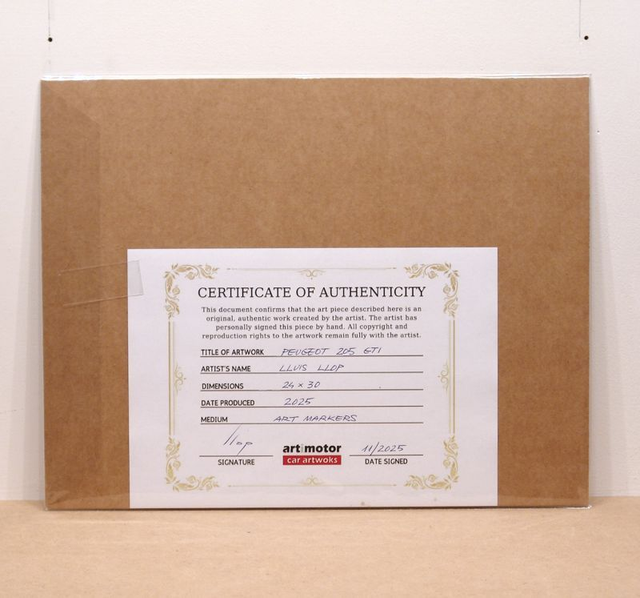 CERTIFICATE OF AUTHENTICITY
This document confirms that the art piece described here is an
original, authentic work created by the artist. The artist has
personally signed this piece by hand. All copyright and
reproduction rights to the artwork remain fully with the artist.
TITLE OF ARTWORK PEUGEOT 205 GTI
ARTIST'S NAME LLUIS LLOP
DIMENSIONS 24 x 30
DATE PRODUCED 2025
MEDIUM ART MARKERS
llop art i motor 11/2025
car artwoks
SIGNATURE DATE SIGNED